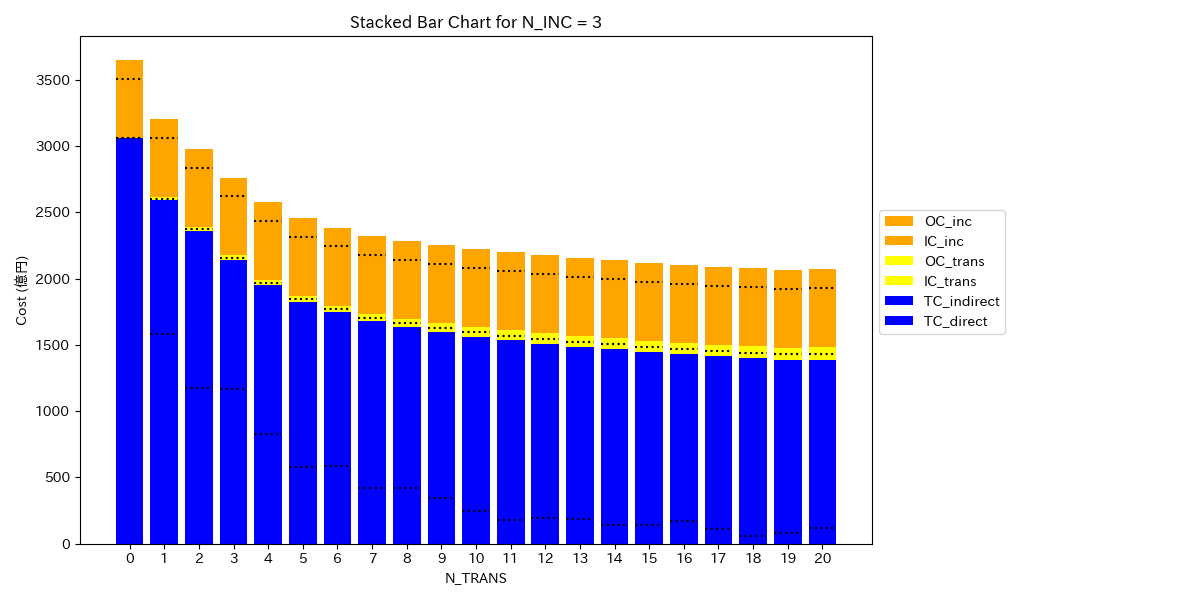 Stacked Bar Chart for N_INC = 3
Cost (億円)
3500
3000
2500
2000
1500
1000
500
0
0 1 2 3 4 5 6 7 8 9 10 11 12 13 14 15 16 17 18 19 20
N_TRANS
OC_inc
IC_inc
OC_trans
IC_trans
TC_indirect
TC_direct